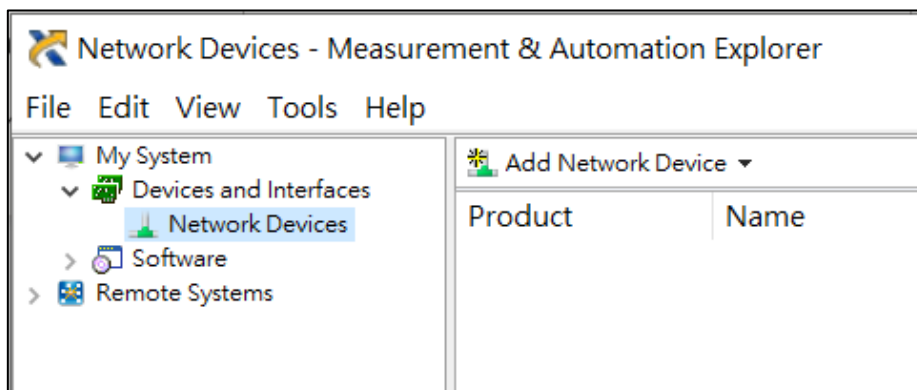 Network Devices - Measurement & Automation Explorer
File Edit View Tools Help
My System
Devices and Interfaces
Network Devices
Software
Remote Systems
Add Network Device
Product Name